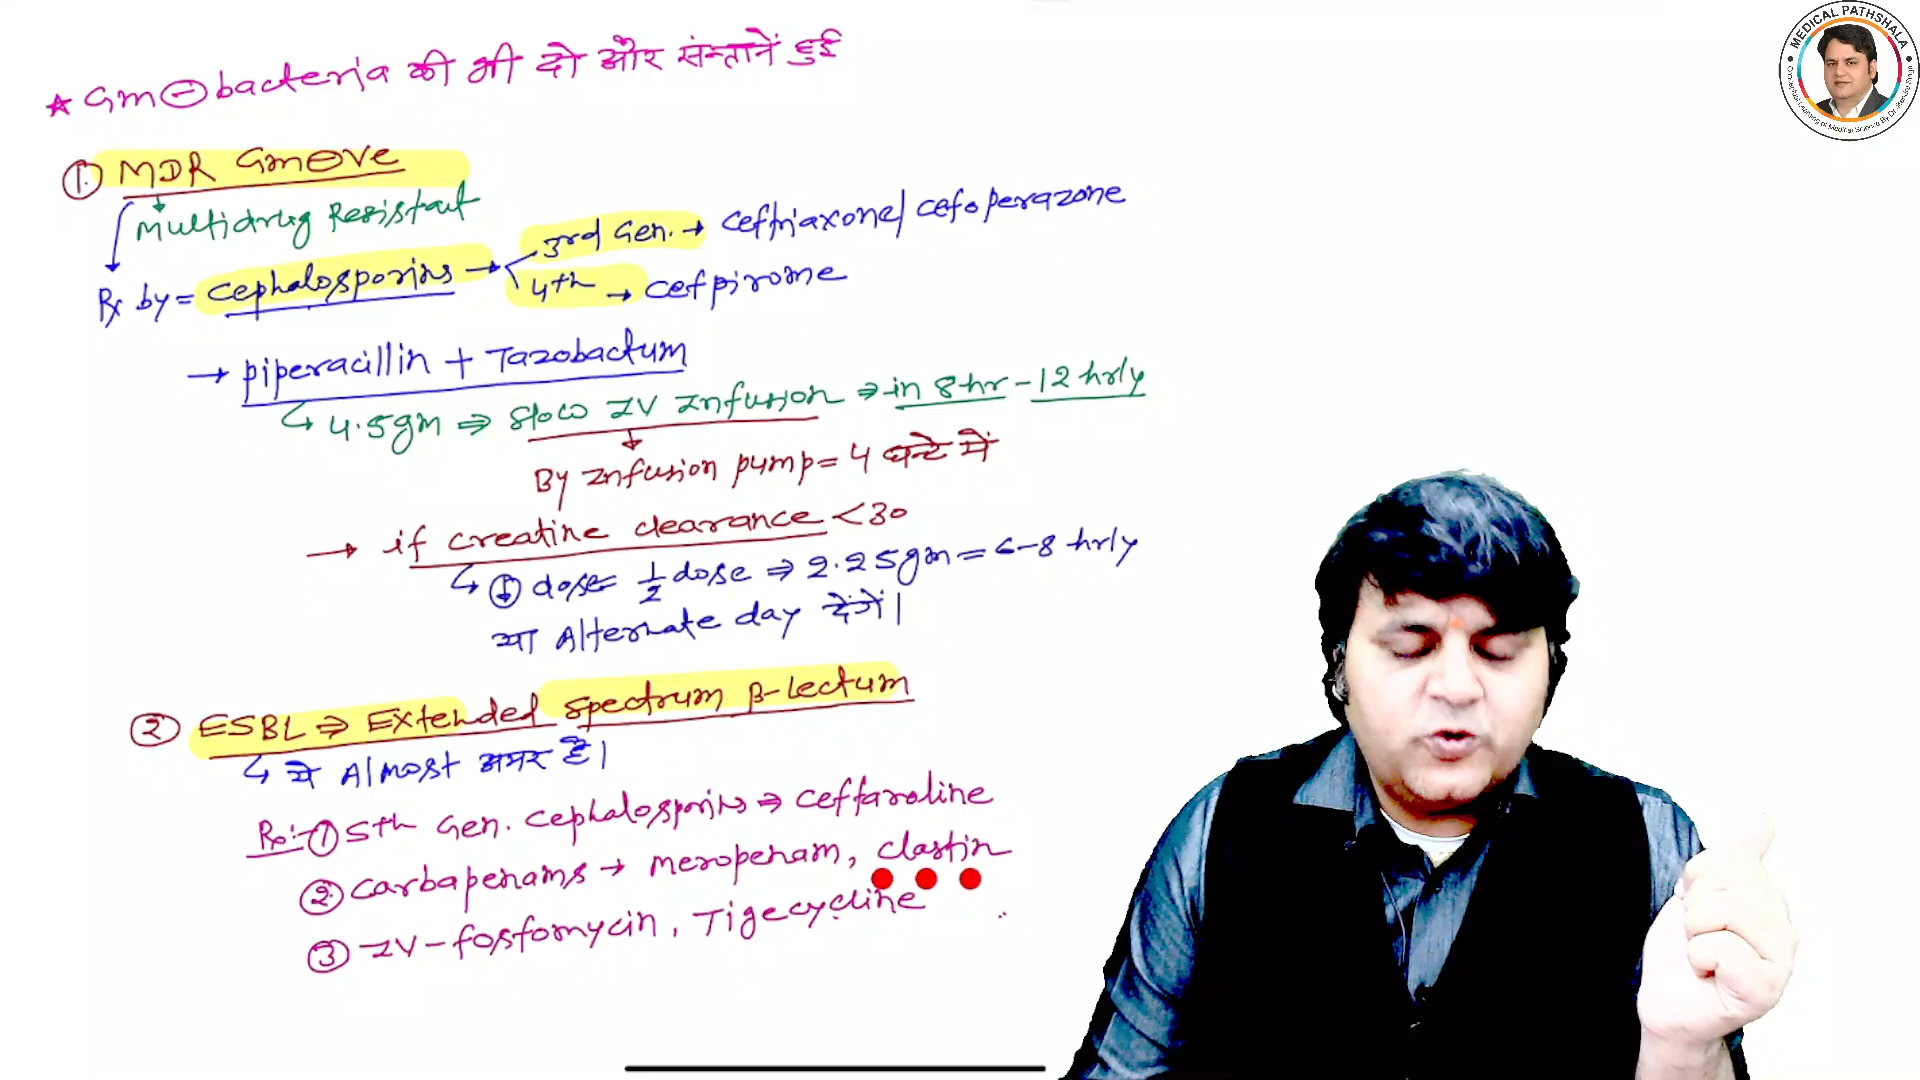 ★ Gm⊖bacteria की भी दो और संन्तानें हुई
① MDR Gm⊖ve
Multidrug Resistant
Rx by = cephalosporins → 3rd Gen. → ceftriaxone/cefoperazone
4th → cefpirome
→ piperacillin + Tazobactum
↳ 4.5gm ⇒ slow IV Infusion ⇒ in 8hr - 12 hrly
By Infusion pump = 4 घन्टे में
→ if creatine clearance <30
↳ ↓ dose = 1/2 dose ⇒ 2.25gm = 6-8 hrly
या Alternate day देंगें।
② ESBL ⇒ Extended Spectrum β-Lectum
↳ ये Almost अमर है।
Rx:- ① 5th Gen. cephalosporins ⇒ ceffaroline
② carbapenams → meropenam, clastin
③ IV-fosfomycin, Tigecycline
MEDICAL PATHSHALA